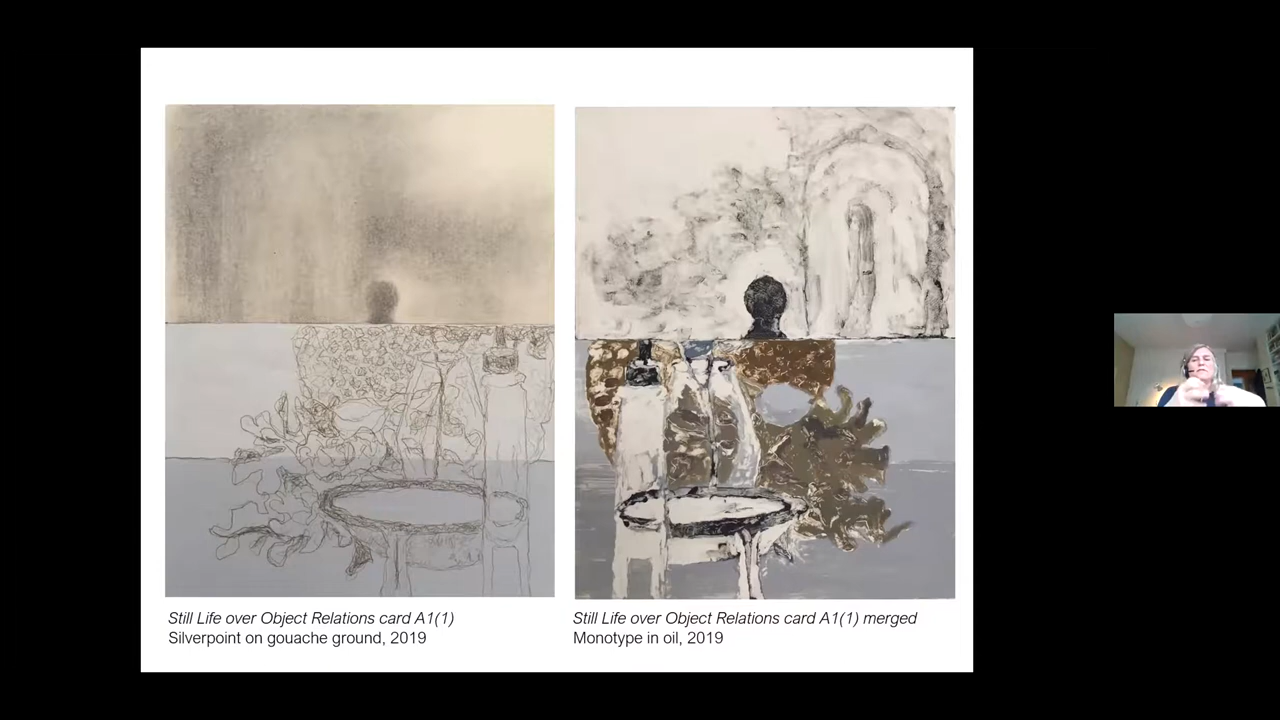 Still Life over Object Relations card A1(1)
Silverpoint on gouache ground, 2019
Still Life over Object Relations card A1(1) merged
Monotype in oil, 2019